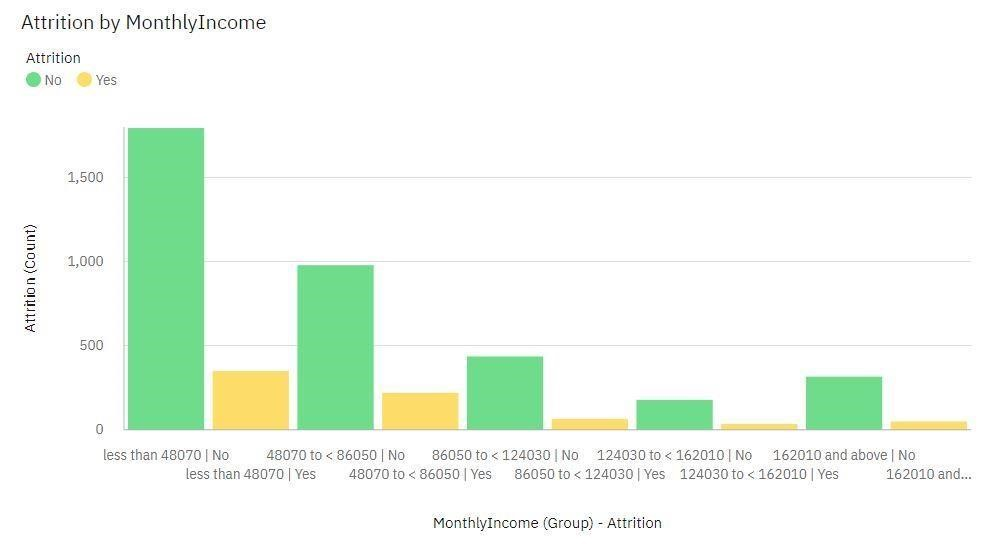 Attrition by MonthlyIncome
Attrition
No Yes
1,500
1,000
500
0
Attrition (Count)
less than 48070 | No 48070 to < 86050 | No 86050 to < 124030 | No 124030 to < 162010 | No 162010 and above | No
less than 48070 | Yes 48070 to < 86050 | Yes 86050 to < 124030 | Yes 124030 to < 162010 | Yes 162010 and...
MonthlyIncome (Group) - Attrition